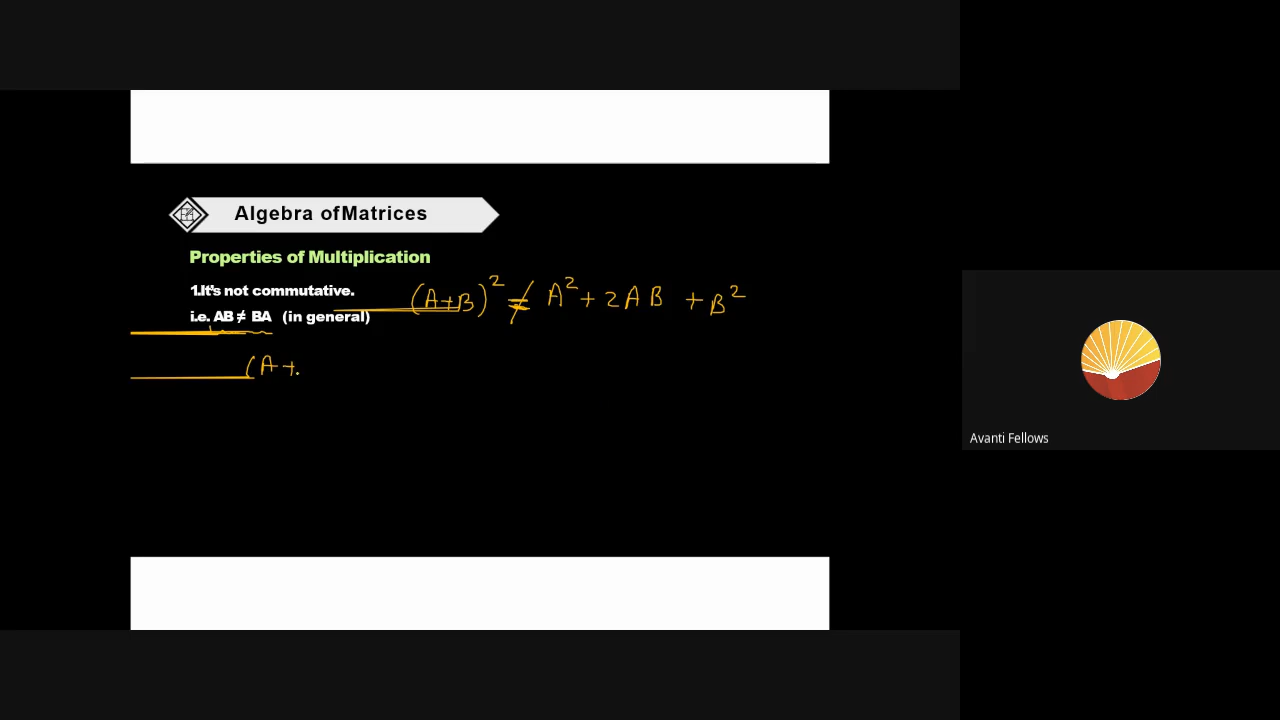 Algebra ofMatrices
Properties of Multiplication
1.It's not commutative.
(A+B)² ≠ A² + 2AB + B²
i.e. AB ≠ BA (in general)
(A +
Avanti Fellows